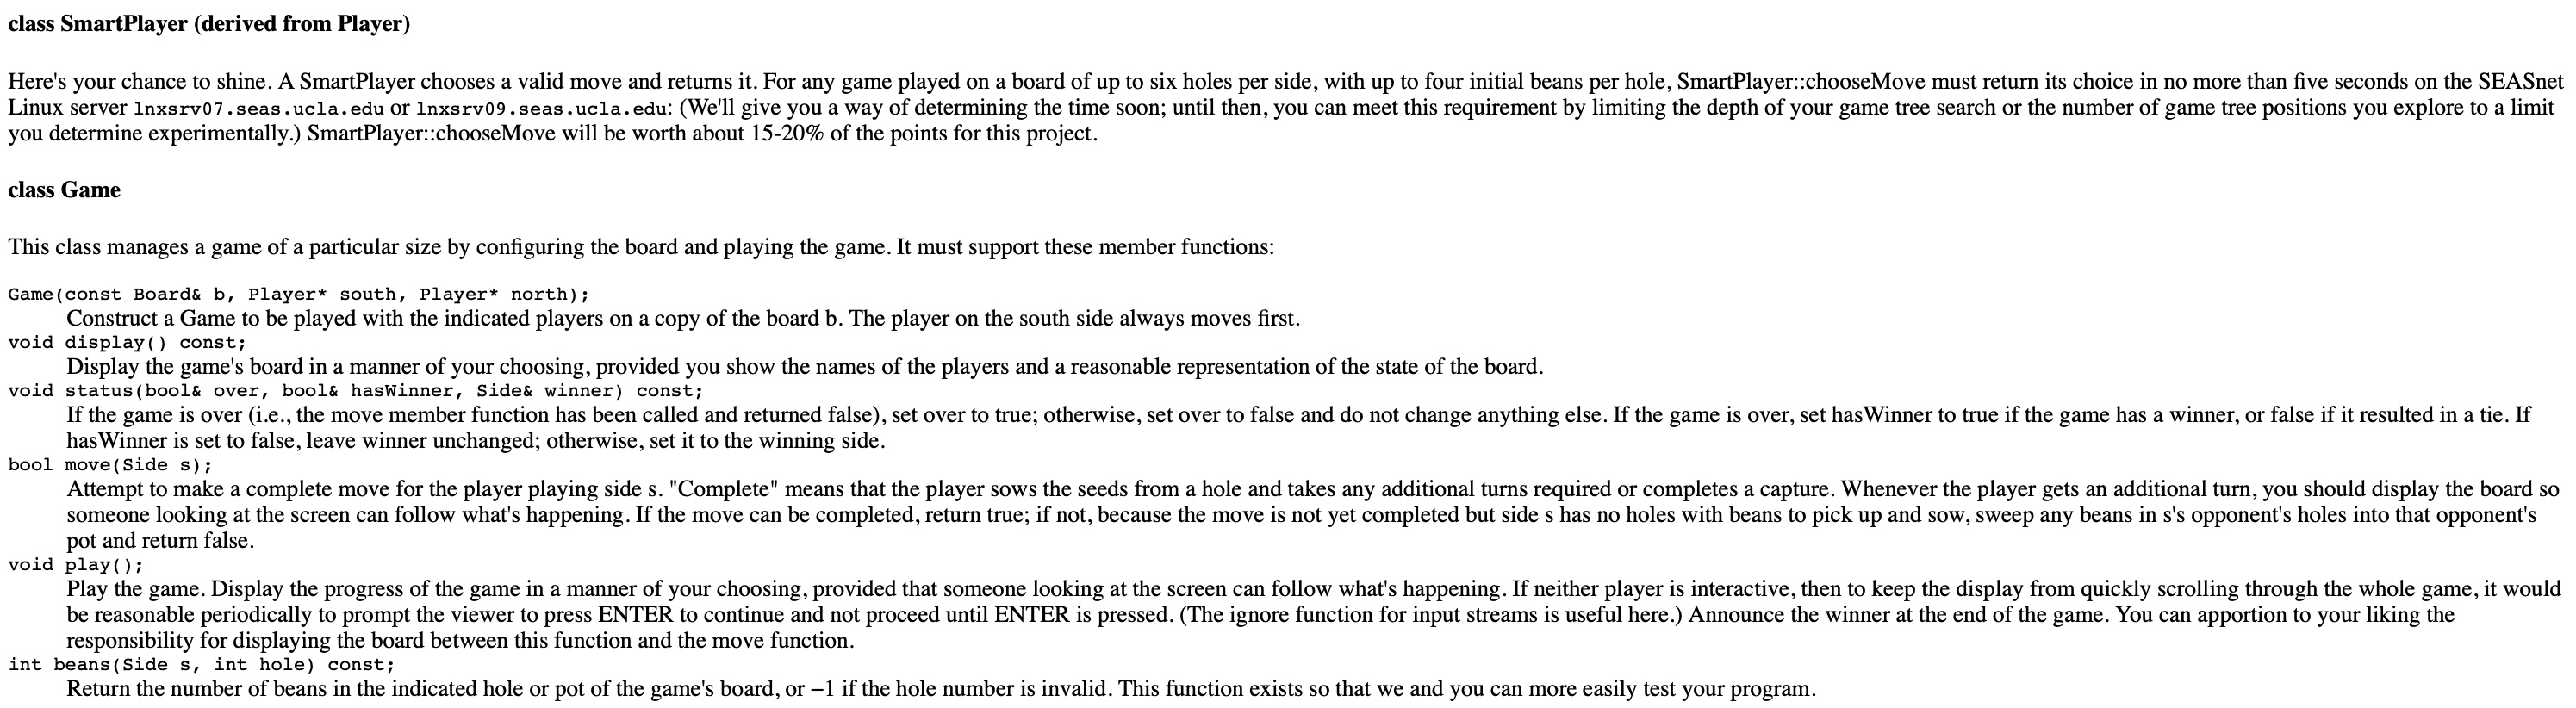 class SmartPlayer (derived from Player)
Here's your chance to shine. A SmartPlayer chooses a valid move and returns it. For any game played on a board of up to six holes per side, with up to four initial beans per hole, SmartPlayer::chooseMove must return its choice in no more than five seconds on the SEASnet
Linux server lnxsrv07.seas.ucla.edu or lnxsrv09.seas.ucla.edu: (We'll give you a way of determining the time soon; until then, you can meet this requirement by limiting the depth of your game tree search or the number of game tree positions you explore to a limit
you determine experimentally.) SmartPlayer::chooseMove will be worth about 15-20% of the points for this project.
class Game
This class manages a game of a particular size by configuring the board and playing the game. It must support these member functions:
Game(const Board& b, Player* south, Player* north);
Construct a Game to be played with the indicated players on a copy of the board b. The player on the south side always moves first.
void display() const;
Display the game's board in a manner of your choosing, provided you show the names of the players and a reasonable representation of the state of the board.
void status(bool& over, bool& hasWinner, Side& winner) const;
If the game is over (i.e., the move member function has been called and returned false), set over to true; otherwise, set over to false and do not change anything else. If the game is over, set hasWinner to true if the game has a winner, or false if it resulted in a tie. If
hasWinner is set to false, leave winner unchanged; otherwise, set it to the winning side.
bool move(Side s);
Attempt to make a complete move for the player playing side s. "Complete" means that the player sows the seeds from a hole and takes any additional turns required or completes a capture. Whenever the player gets an additional turn, you should display the board so
someone looking at the screen can follow what's happening. If the move can be completed, return true; if not, because the move is not yet completed but side s has no holes with beans to pick up and sow, sweep any beans in s's opponent's holes into that opponent's
pot and return false.
void play();
Play the game. Display the progress of the game in a manner of your choosing, provided that someone looking at the screen can follow what's happening. If neither player is interactive, then to keep the display from quickly scrolling through the whole game, it would
be reasonable periodically to prompt the viewer to press ENTER to continue and not proceed until ENTER is pressed. (The ignore function for input streams is useful here.) Announce the winner at the end of the game. You can apportion to your liking the
responsibility for displaying the board between this function and the move function.
int beans(Side s, int hole) const;
Return the number of beans in the indicated hole or pot of the game's board, or −1 if the hole number is invalid. This function exists so that we and you can more easily test your program.